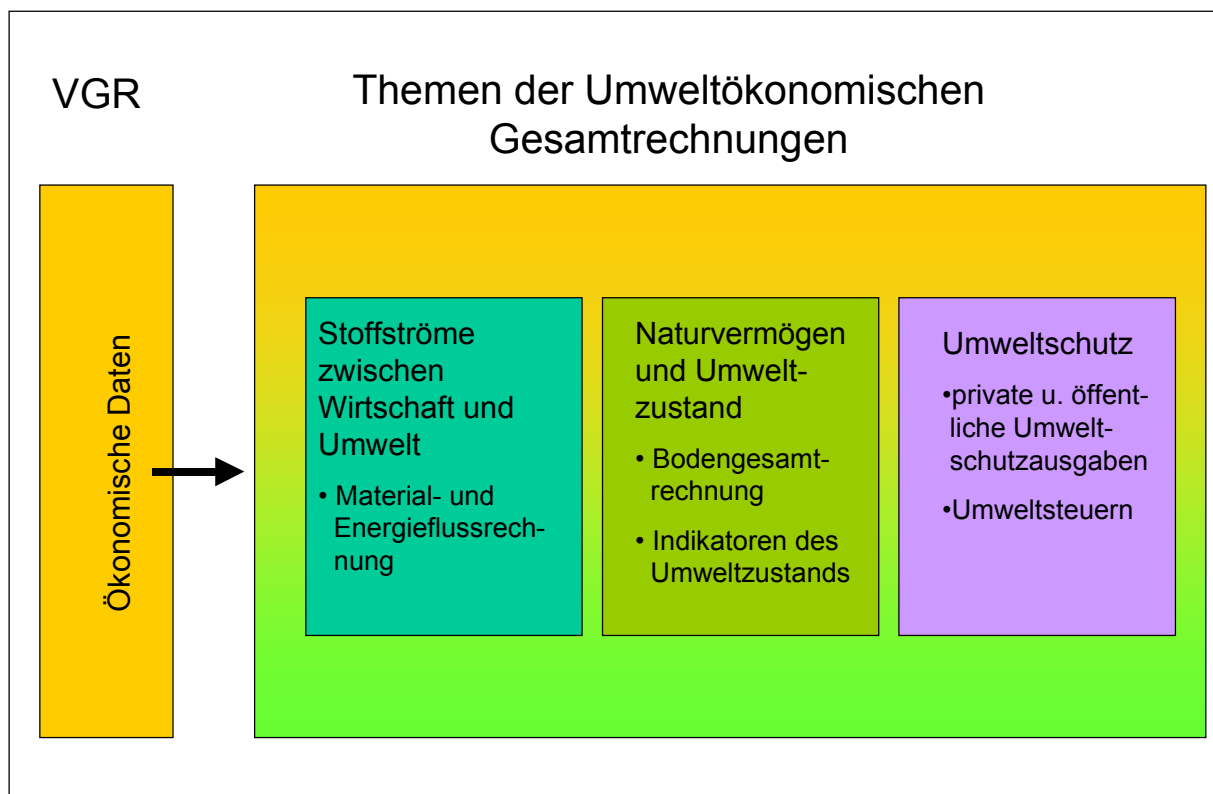 VGR
Themen der Umweltökonomischen
Gesamtrechnungen
Ökonomische Daten
Stoffströme
zwischen
Wirtschaft und
Umwelt
• Material- und
Energieflussrech-
nung
Naturvermögen
und Umwelt-
zustand
• Bodengesamt-
rechnung
• Indikatoren des
Umweltzustands
Umweltschutz
•private u. öffent-
liche Umwelt-
schutzausgaben
•Umweltsteuern